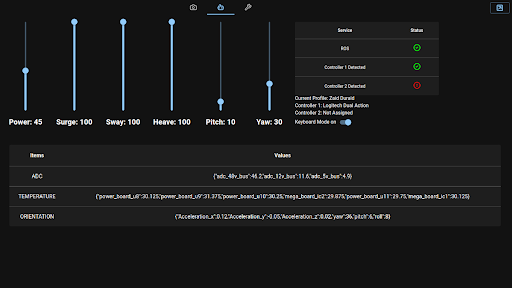 Service Status
ROS
Controller 1 Detected
Controller 2 Detected
Current Profile: Zaid Duraid
Controller 1: Logitech Dual Action
Controller 2: Not Assigned
Keyboard Mode on
Power: 45 Surge: 100 Sway: 100 Heave: 100 Pitch: 10 Yaw: 30
Items Values
ADC {"adc_48v_bus":46.2,"adc_12v_bus":11.6,"adc_5v_bus":4.9}
TEMPERATURE {"power_board_u8":30.125,"power_board_u9":31.375,"power_board_u10":30.25,"mega_board_ic2":29.875,"power_board_u11":29.75,"mega_board_ic1":30.125}
ORIENTATION {"Acceleration_x":0.12,"Acceleration_y":-0.05,"Acceleration_z":0.02,"yaw":36,"pitch":6,"roll":8}